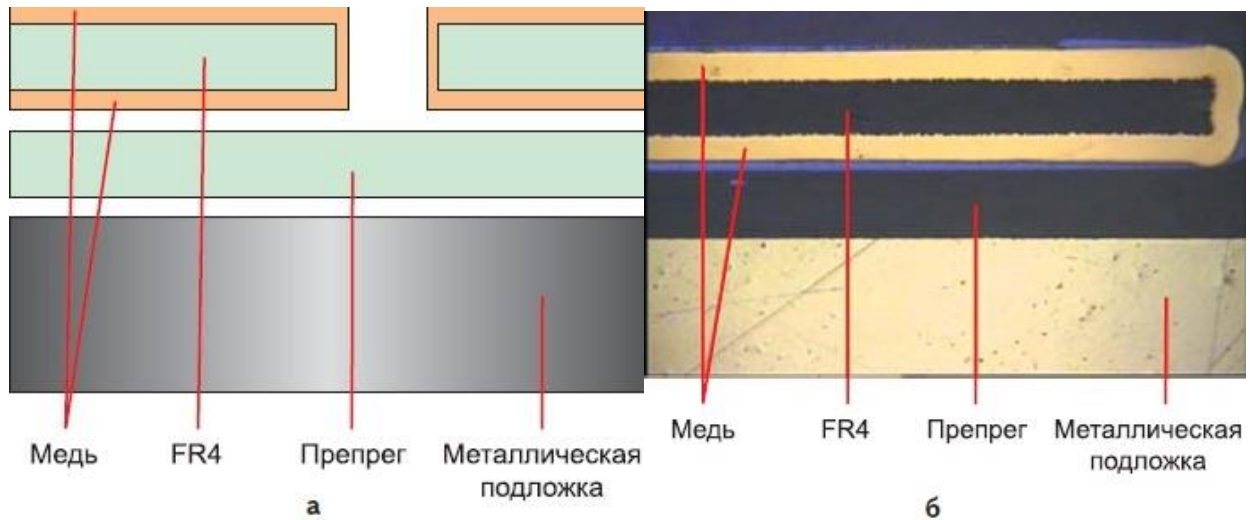 Медь
FR4
Препрег
Металлическая
подложка
а
Медь
FR4
Препрег
Металлическая
подложка
б